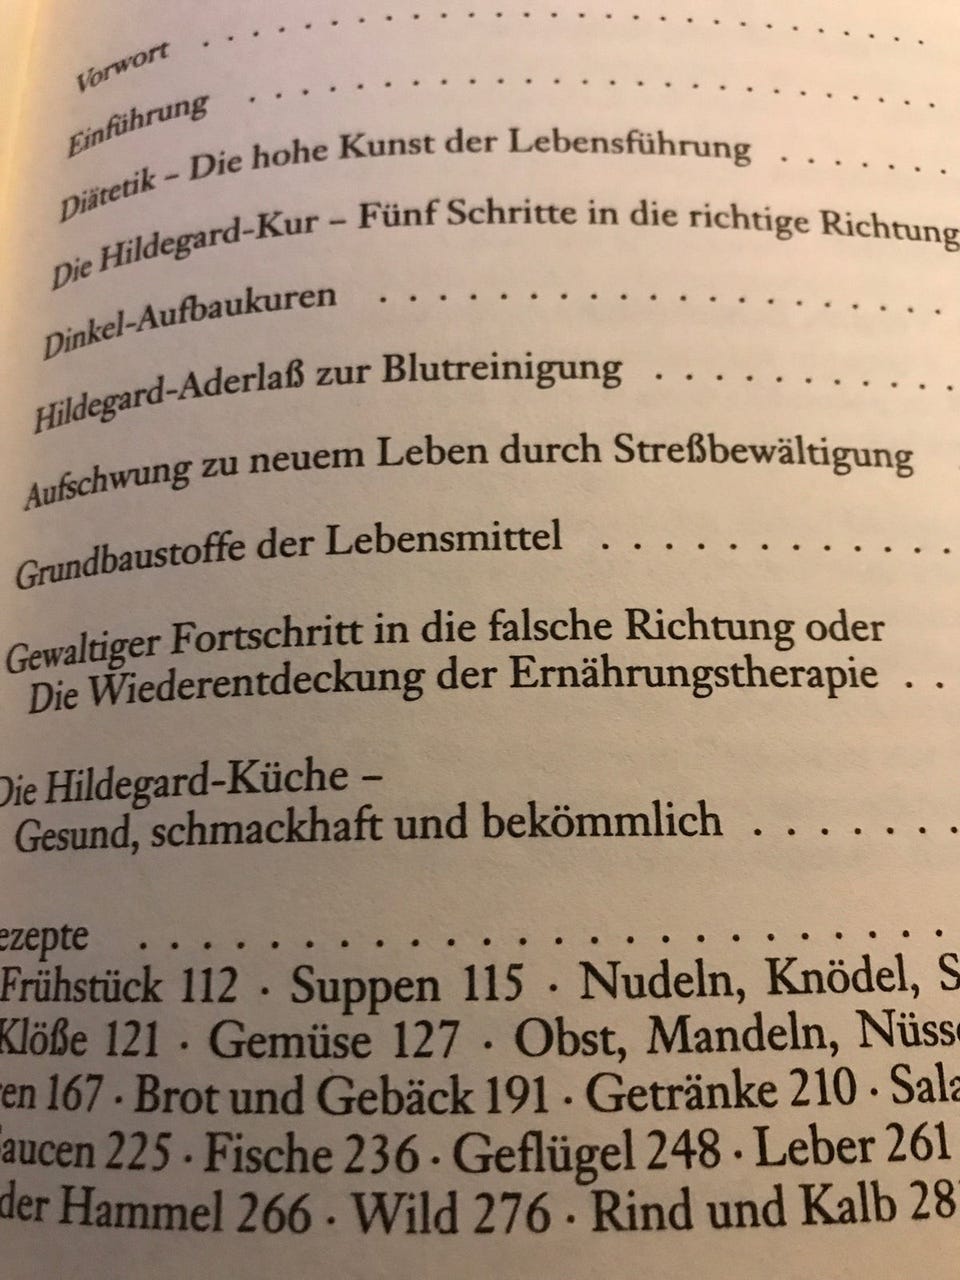 Vorwort . . . . . . . . . . . . . . . . . . . . . . . . . . .
Einführung . . . . . . . . . . . . . . . . . . . . . . . . . .
Diätetik – Die hohe Kunst der Lebensführung . . . . . . .
Die Hildegard-Kur – Fünf Schritte in die richtige Richtung
Dinkel-Aufbaukuren . . . . . . . . . . . . . . . . . . .
Hildegard-Aderlaß zur Blutreinigung . . . . . . . . . .
Aufschwung zu neuem Leben durch Streßbewältigung
Grundbaustoffe der Lebensmittel . . . . . . . . . . . .
Gewaltiger Fortschritt in die falsche Richtung oder
Die Wiederentdeckung der Ernährungstherapie . .
Die Hildegard-Küche –
Gesund, schmackhaft und bekömmlich . . . . . . .
ezepte . . . . . . . . . . . . . . . . . . . . . . . . . .
Frühstück 112 · Suppen 115 · Nudeln, Knödel, S
Klöße 121 · Gemüse 127 · Obst, Mandeln, Nüsse
en 167 · Brot und Gebäck 191 · Getränke 210 · Sala
aucen 225 · Fische 236 · Geflügel 248 · Leber 261
der Hammel 266 · Wild 276 · Rind und Kalb 28